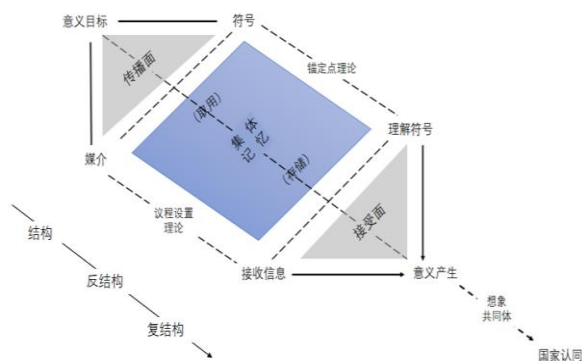 意义目标
符号
传播面
锚定点理论
(取用)
集体
记忆
媒介
理解符号
(存储)
议程设置
理论
接受面
结构
接收信息
意义产生
反结构
想象
共同体
复结构
国家认同